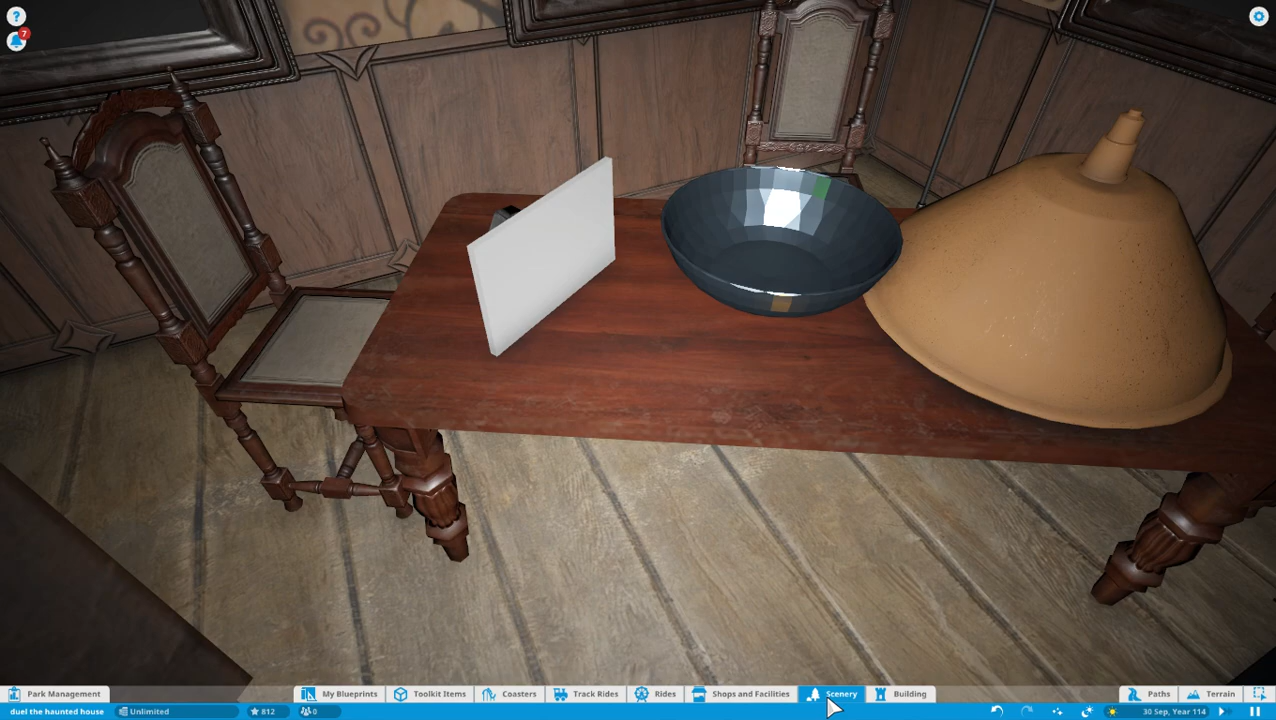 ?
7
Park Management
My Blueprints
Toolkit Items
Coasters
Track Rides
Rides
Shops and Facilities
Scenery
Building
Paths
Terrain
duel the haunted house
Unlimited
812
0
30 Sep, Year 114